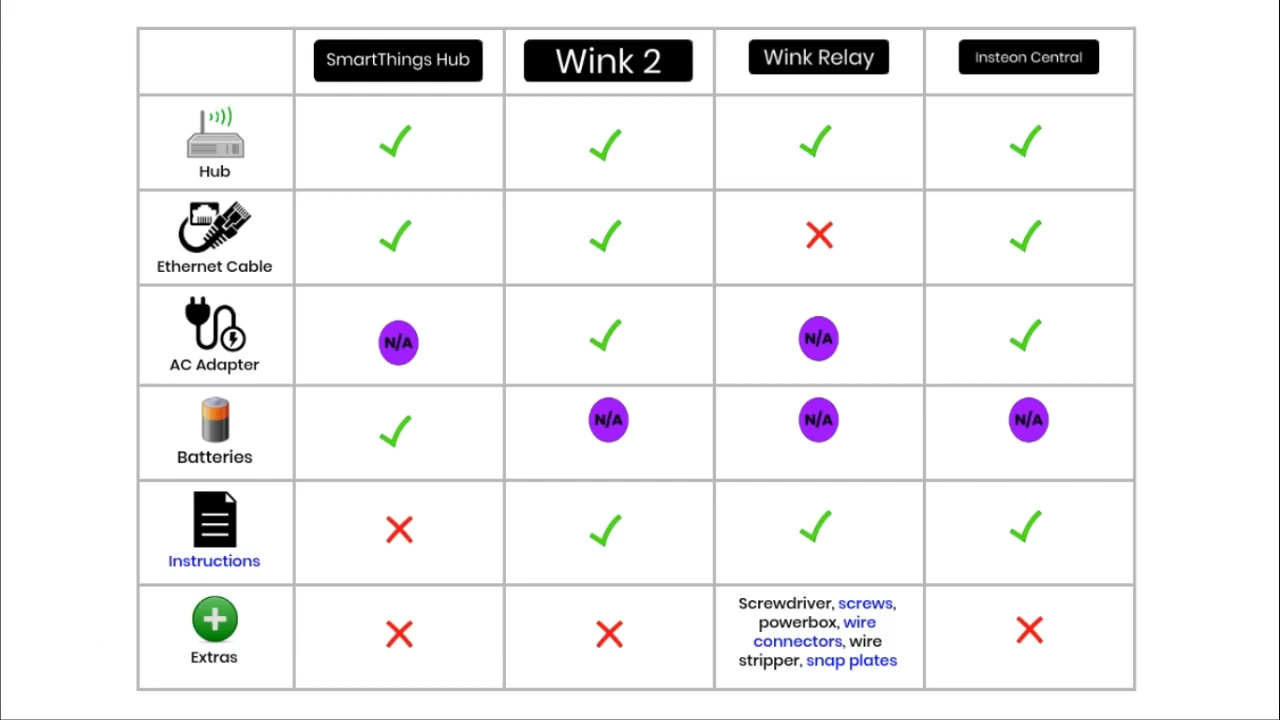 SmartThings Hub
Wink 2
Wink Relay
Insteon Central
Hub
Ethernet Cable
AC Adapter
N/A
N/A
Batteries
N/A
N/A
N/A
Instructions
Extras
Screwdriver, screws,
powerbox, wire
connectors, wire
stripper, snap plates